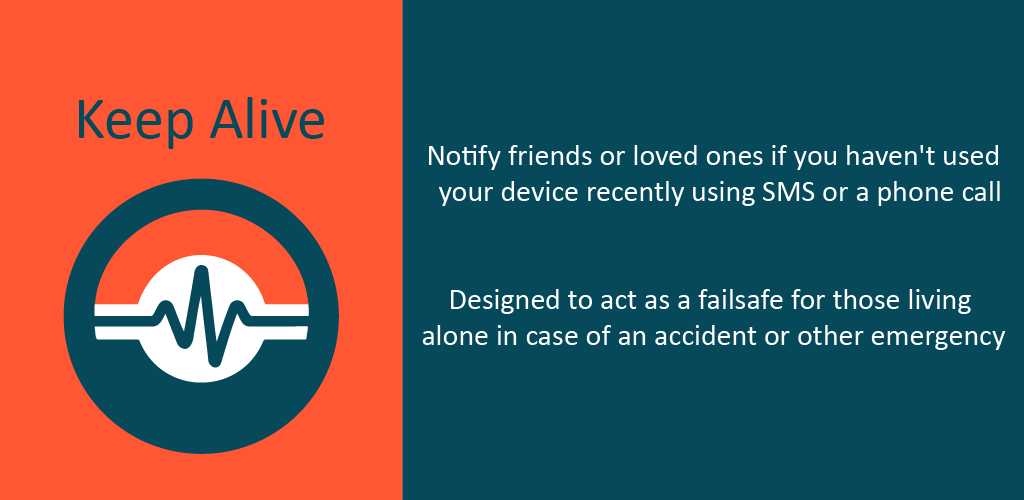 Keep Alive
Notify friends or loved ones if you haven't used
your device recently using SMS or a phone call
Designed to act as a failsafe for those living
alone in case of an accident or other emergency